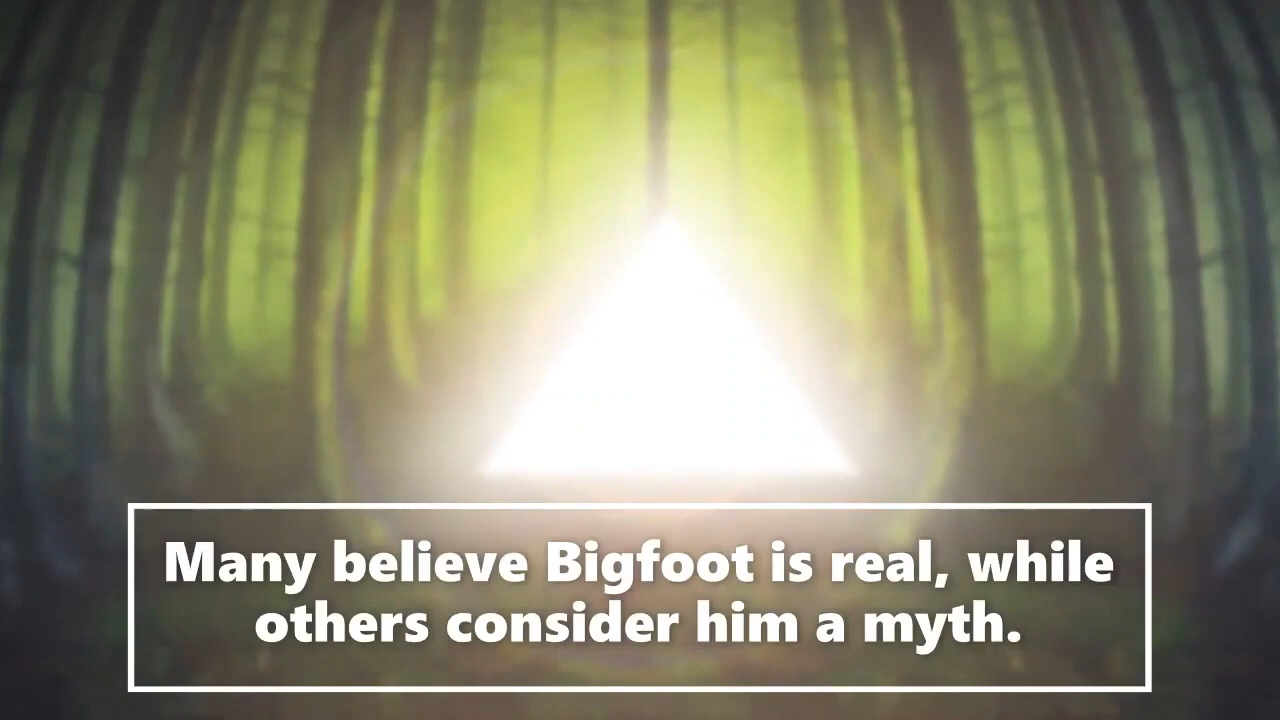 Many believe Bigfoot is real, while
others consider him a myth.